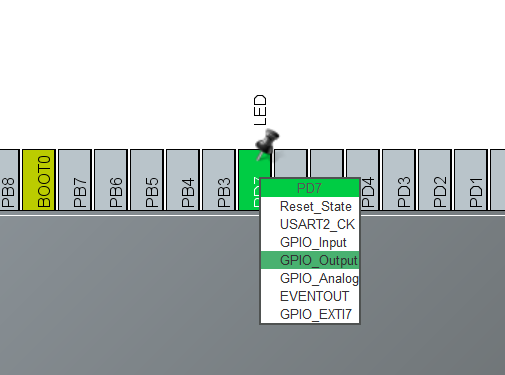 LED
PB8
BOOT0
PB7
PB6
PB5
PB4
PB3
PD7
PD4
PD3
PD2
PD1
PD7
Reset_State
USART2_CK
GPIO_Input
GPIO_Output
GPIO_Analog
EVENTOUT
GPIO_EXTI7